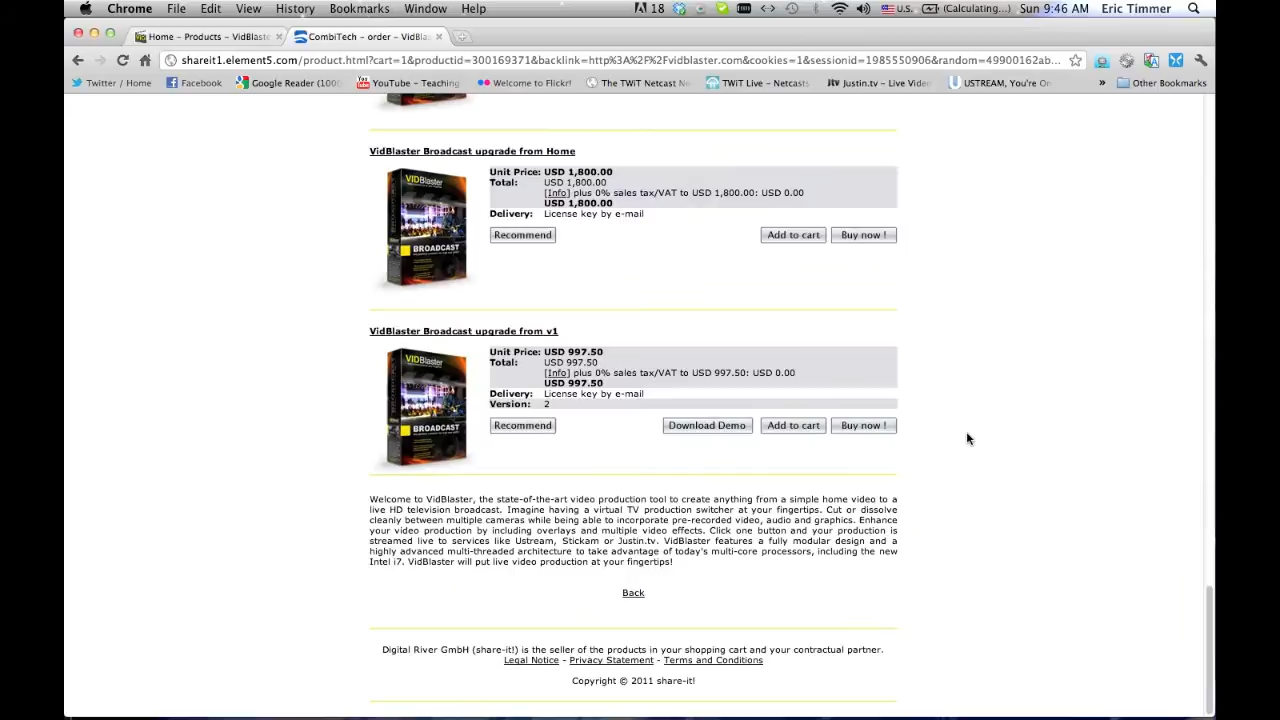 Chrome File Edit View History Bookmarks Window Help 18 U.S. (Calculating...) Sun 9:46 AM Eric Timmer
Home – Products – VidBlaste CombiTech – order – VidBlas
shareit1.element5.com/product.html?cart=1&productid=300169371&backlink=http%3A%2F%2Fvidblaster.com&cookies=1&sessionid=1985550906&random=49900162ab...
Twitter / Home Facebook Google Reader (1000 YouTube – Teaching Welcome to Flickr! The TWiT Netcast Ne TWiT Live – Netcasts Justin.tv – Live Vide USTREAM, You're On » Other Bookmarks
VidBlaster Broadcast upgrade from Home
Unit Price: USD 1,800.00
Total: USD 1,800.00
[Info] plus 0% sales tax/VAT to USD 1,800.00: USD 0.00
USD 1,800.00
Delivery: License key by e-mail
Recommend Add to cart Buy now !
VIDBlaster
BROADCAST
VidBlaster Broadcast upgrade from v1
Unit Price: USD 997.50
Total: USD 997.50
[Info] plus 0% sales tax/VAT to USD 997.50: USD 0.00
USD 997.50
Delivery: License key by e-mail
Version: 2
Recommend Download Demo Add to cart Buy now !
VIDBlaster
BROADCAST
Welcome to VidBlaster, the state-of-the-art video production tool to create anything from a simple home video to a
live HD television broadcast. Imagine having a virtual TV production switcher at your fingertips. Cut or dissolve
cleanly between multiple cameras while being able to incorporate pre-recorded video, audio and graphics. Enhance
your video production by including overlays and multiple video effects. Click one button and your production is
streamed live to services like Ustream, Stickam or Justin.tv. VidBlaster features a fully modular design and a
highly advanced multi-threaded architecture to take advantage of today's multi-core processors, including the new
Intel i7. VidBlaster will put live video production at your fingertips!
Back
Digital River GmbH (share-it!) is the seller of the products in your shopping cart and your contractual partner.
Legal Notice - Privacy Statement - Terms and Conditions
Copyright © 2011 share-it!